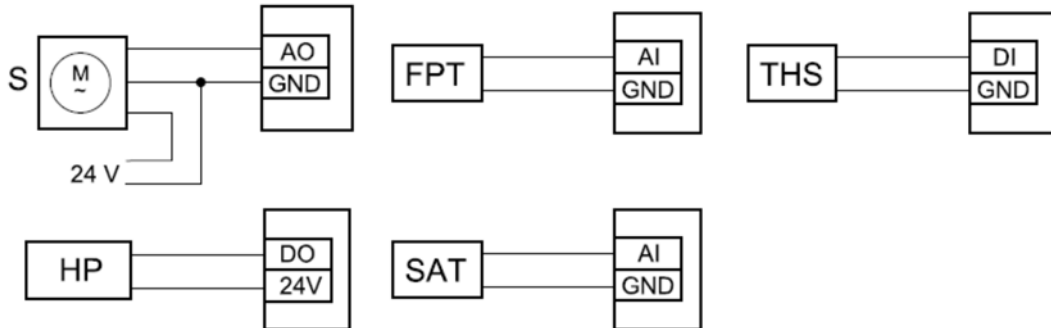 S
M
~
24 V
AO
GND
FPT
AI
GND
THS
DI
GND
HP
DO
24V
SAT
AI
GND